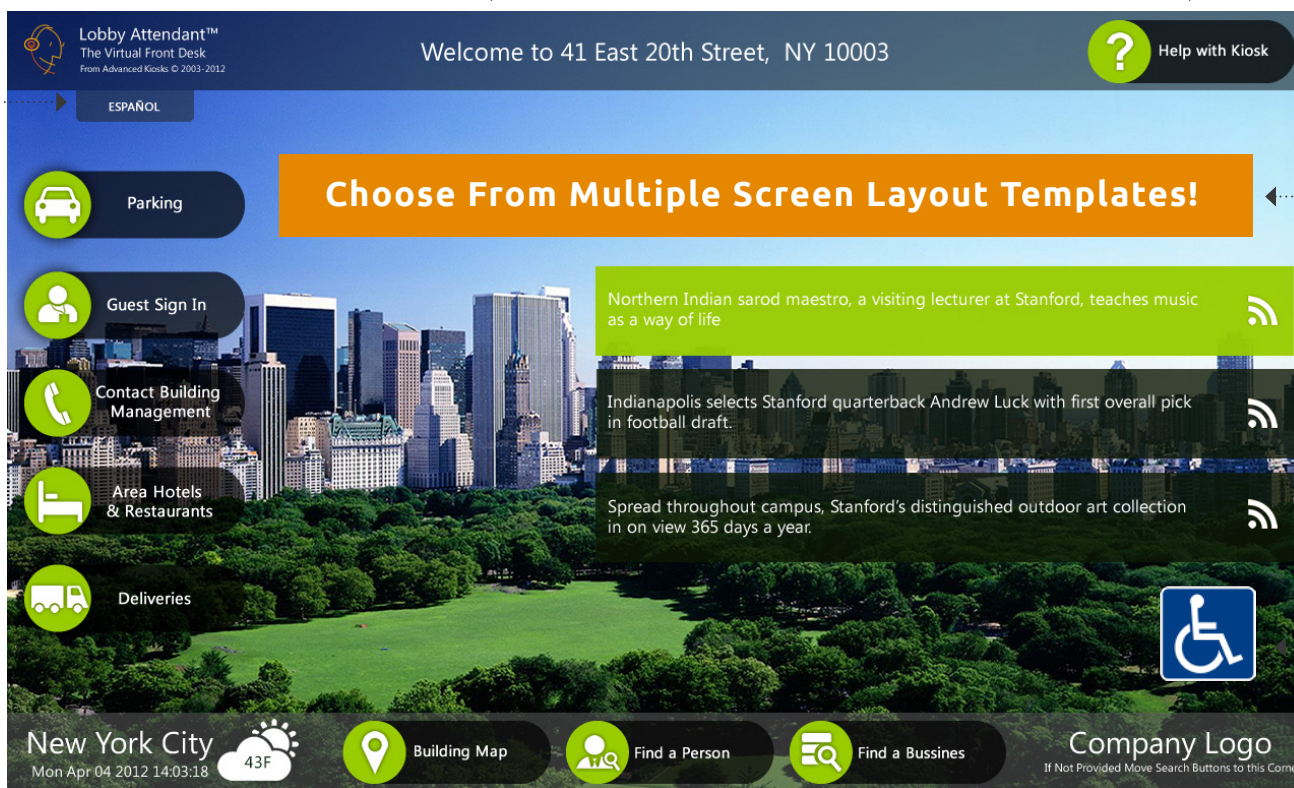 Lobby Attendant™
The Virtual Front Desk
From Advanced Kiosks © 2003-2012
Welcome to 41 East 20th Street, NY 10003
Help with Kiosk
ESPAÑOL
Choose From Multiple Screen Layout Templates!
Parking
Guest Sign In
Contact Building
Management
Area Hotels
& Restaurants
Deliveries
Northern Indian sarod maestro, a visiting lecturer at Stanford, teaches music
as a way of life
Indianapolis selects Stanford quarterback Andrew Luck with first overall pick
in football draft.
Spread throughout campus, Stanford's distinguished outdoor art collection
in on view 365 days a year.
New York City
Mon Apr 04 2012 14:03:18
43F
Building Map
Find a Person
Find a Bussines
Company Logo
If Not Provided Move Search Buttons to this